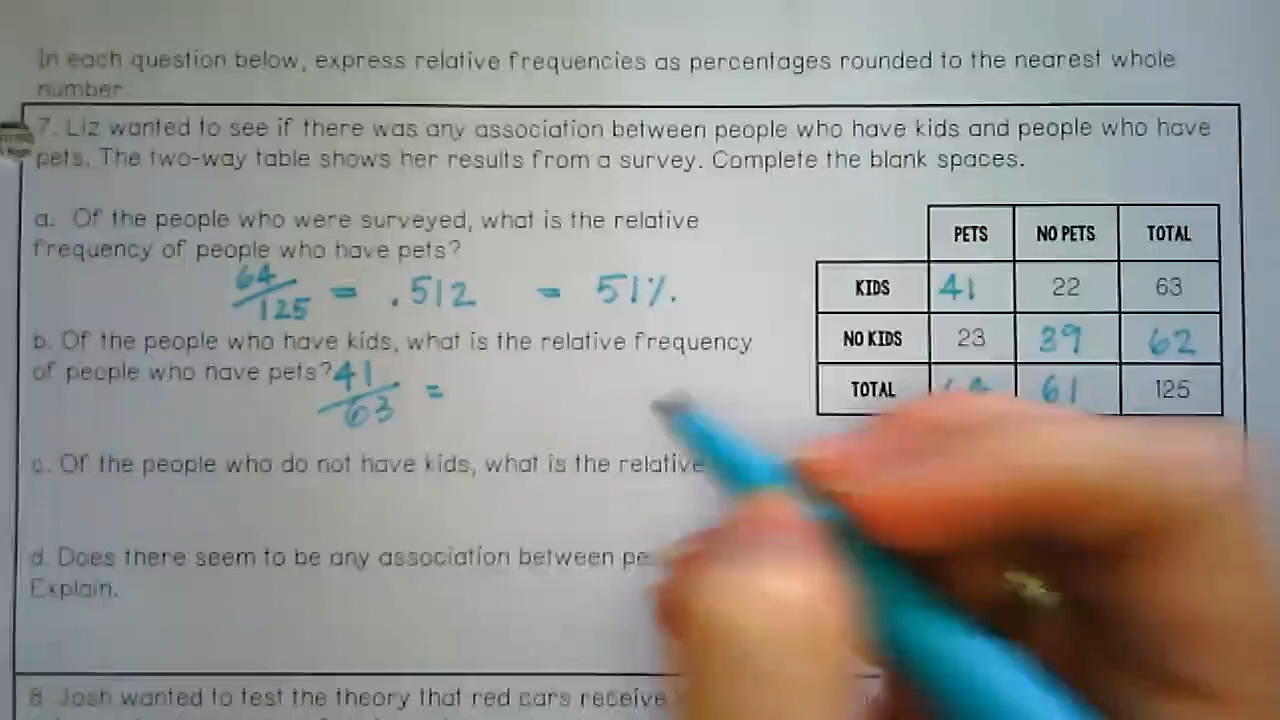 In each question below, express relative frequencies as percentages rounded to the nearest whole
number
7. Liz wanted to see if there was any association between people who have kids and people who have
pets. The two-way table shows her results from a survey. Complete the blank spaces.
a. Of the people who were surveyed, what is the relative
frequency of people who have pets?
64/125 = .512 = 51%.
b. Of the people who have kids, what is the relative frequency
of people who have pets?
41/63 =
c. Of the people who do not have kids, what is the relative
d. Does there seem to be any association between
Explain.
PETS NO PETS TOTAL
KIDS 41 22 63
NO KIDS 23 39 62
TOTAL 61 125
8 Josh wanted to test the theory that red cars receive